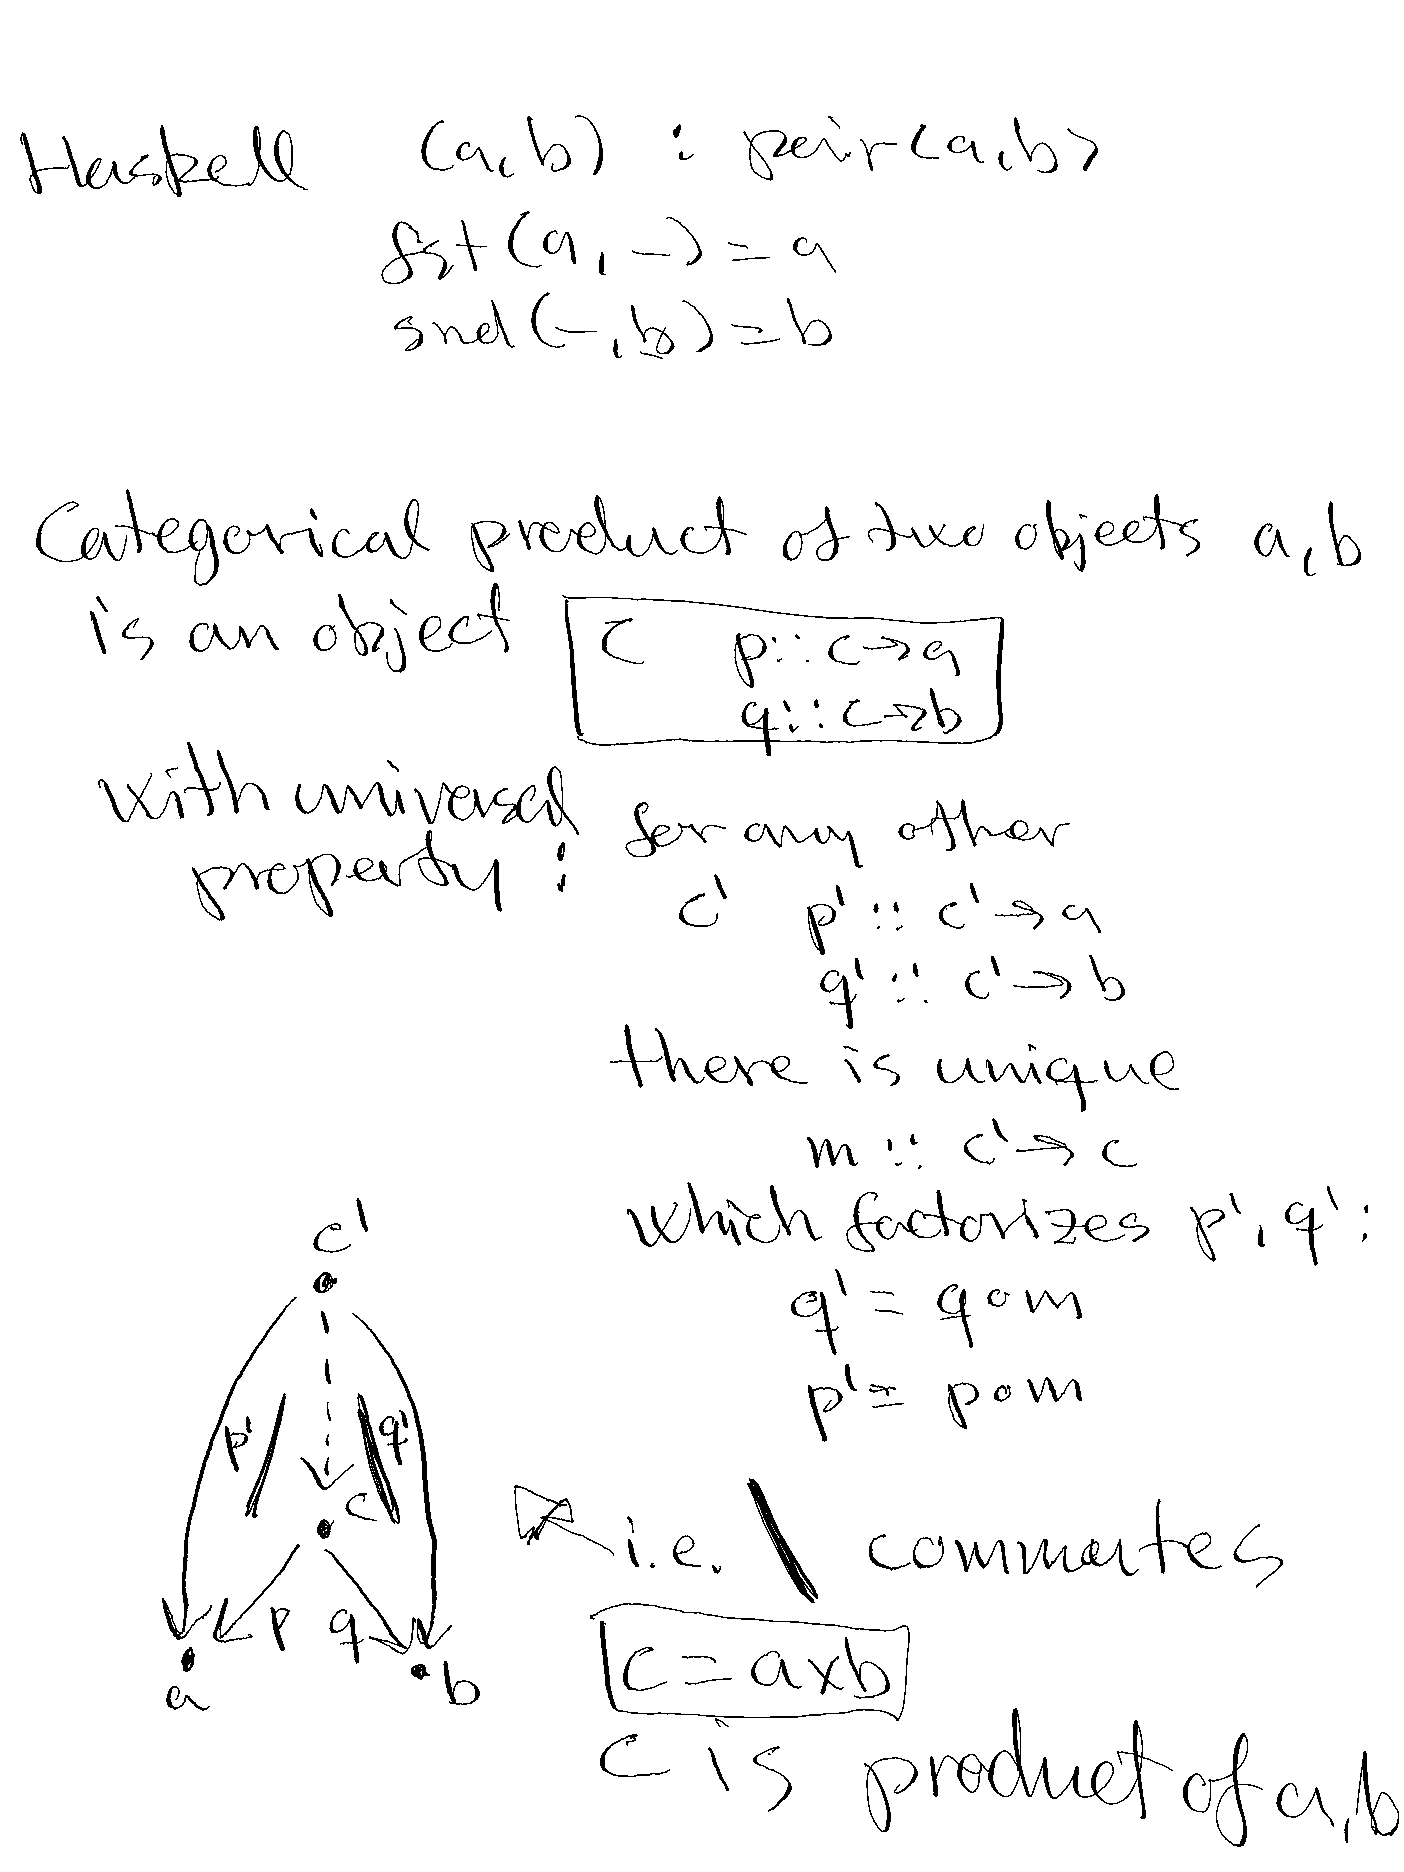 Haskell (a,b) : pair<a,b>
fst(a,-)=a
snd(-,b)=b
Categorical product of two objects a,b
is an object c p::c→a
q::c→b
with universal
property: for any other
c' p'::c'→a
q'::c'→b
there is unique
m::c'→c
which factorizes p',q':
q'=q∘m
p'=p∘m
c'
p' q'
c
p q
a b
i.e. \ commutes
c=a×b
c is product of a,b